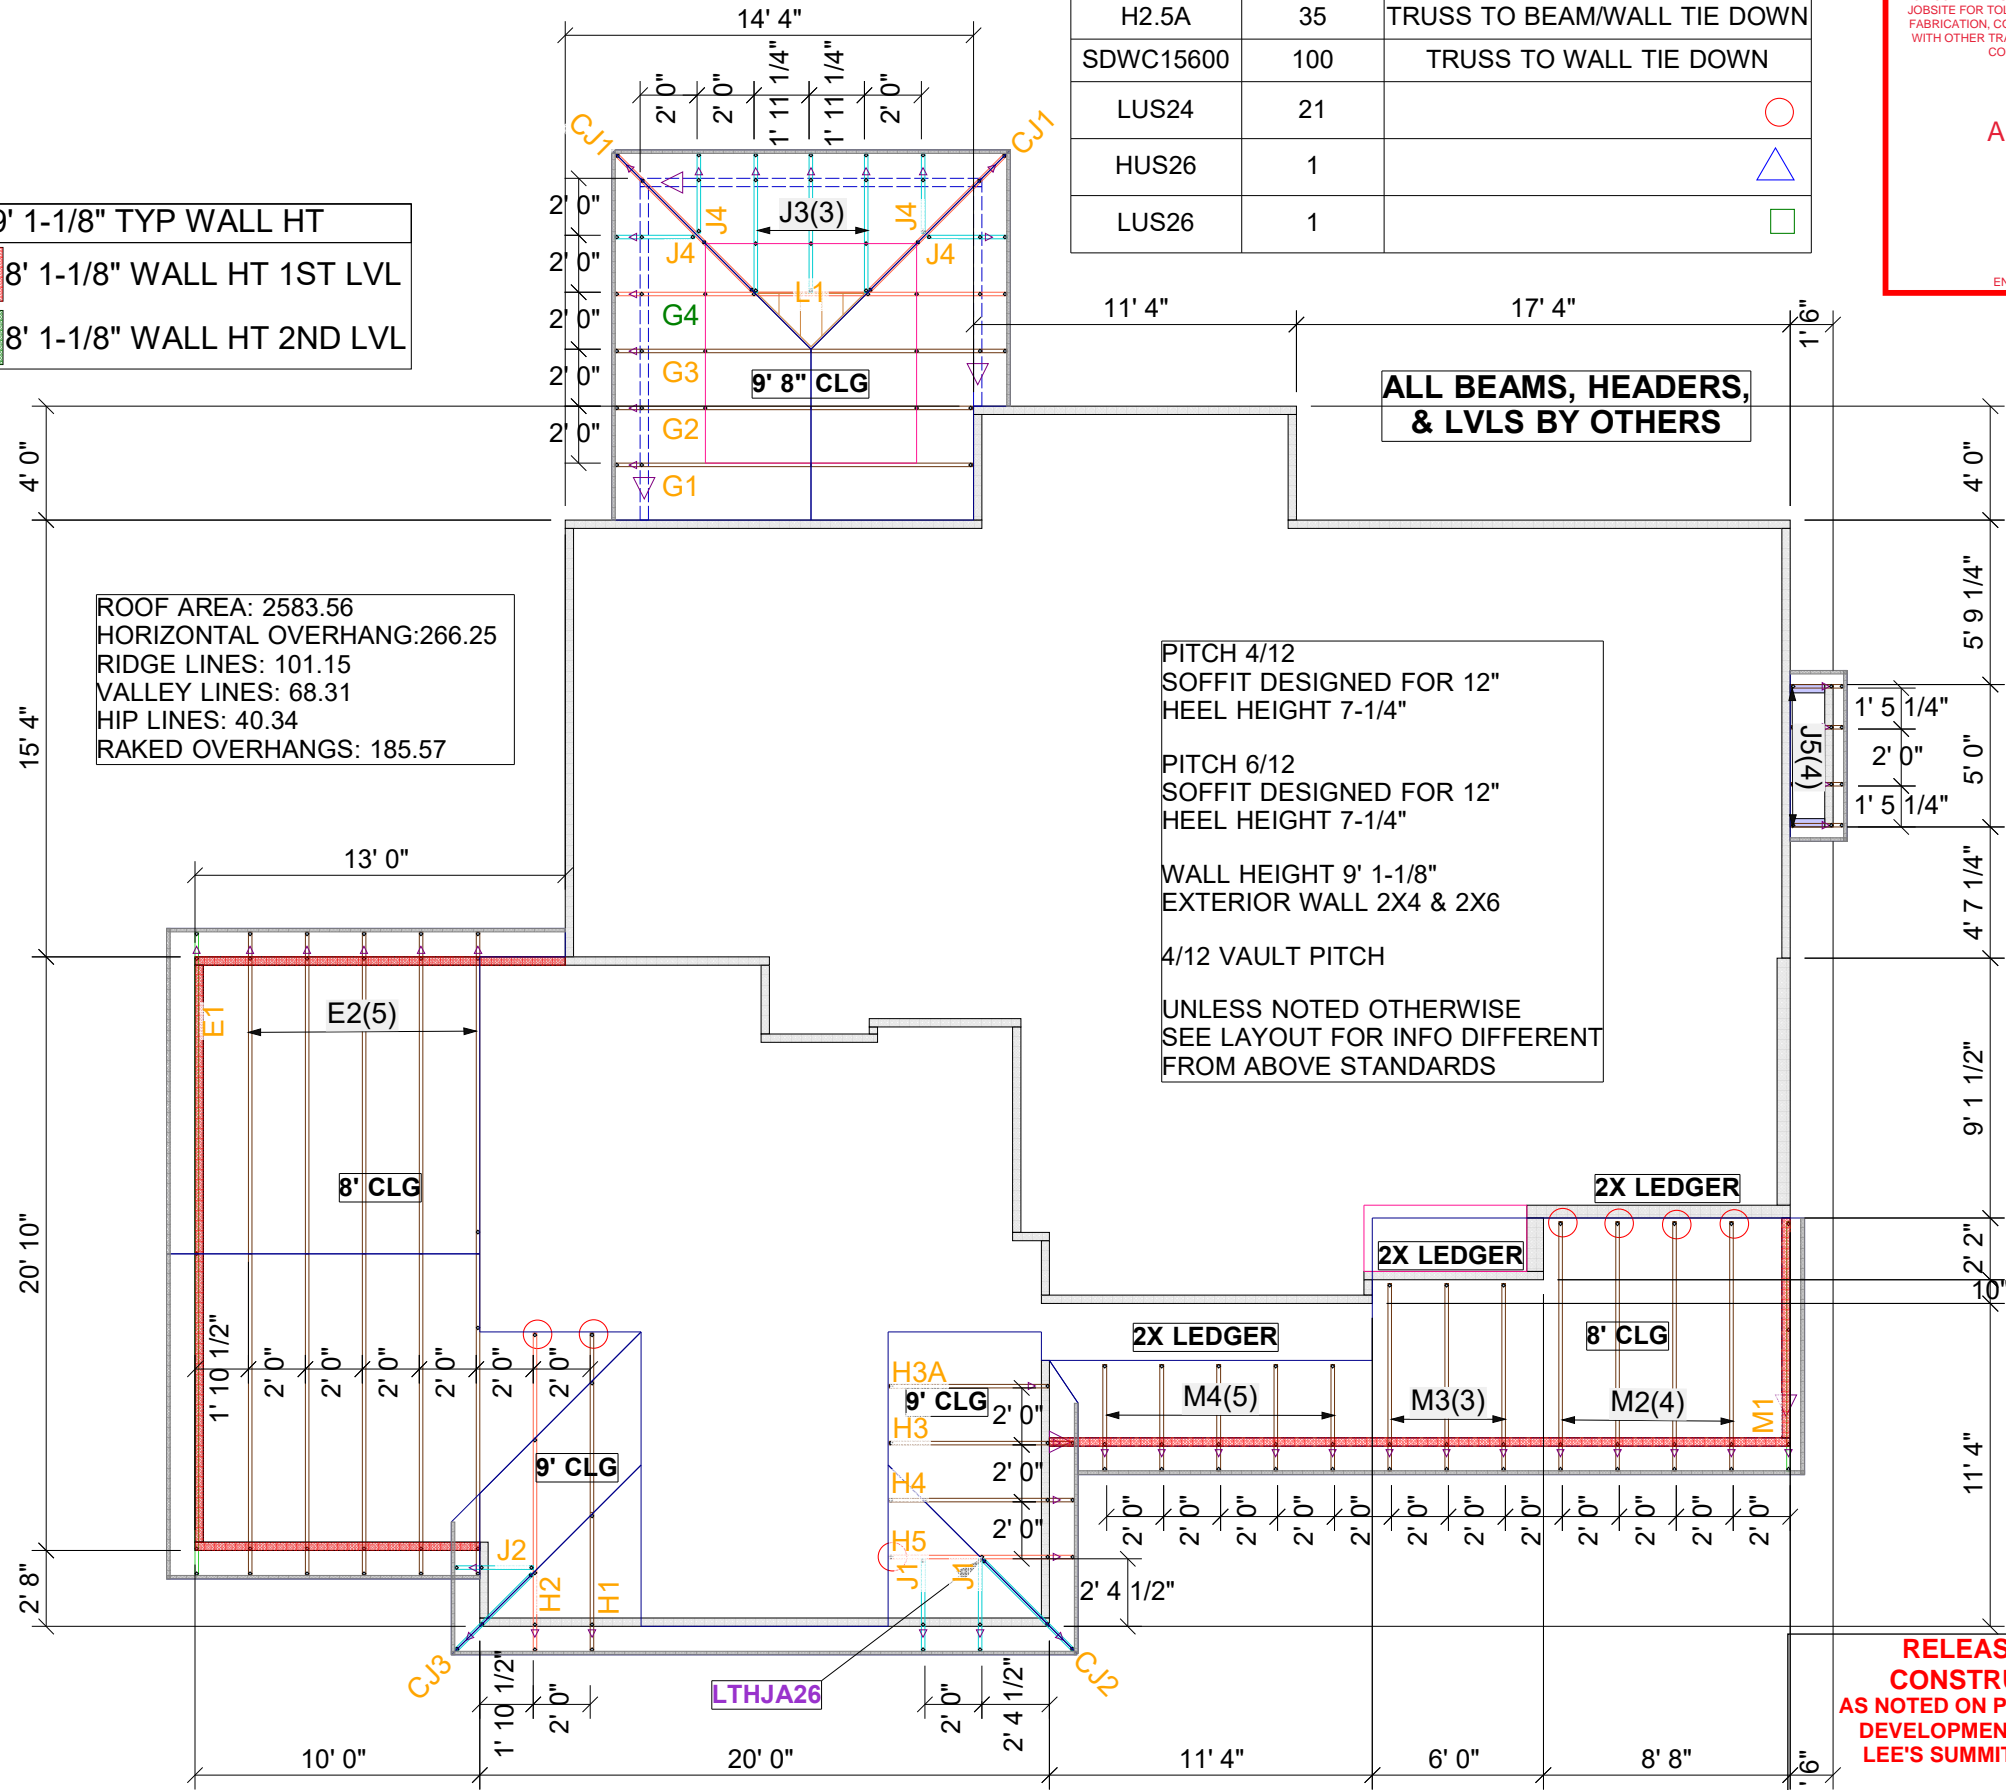 14' 4"
H2.5A 35 TRUSS TO BEAM/WALL TIE DOWN
SDWC15600 100 TRUSS TO WALL TIE DOWN
LUS24 21
HUS26 1
LUS26 1
JOBSITE FOR
FABRICATION,
WITH OTHER
A
9' 1-1/8" TYP WALL HT
8' 1-1/8" WALL HT 1ST LVL
8' 1-1/8" WALL HT 2ND LVL
2' 0"
2' 0"
1' 11 1/4"
1' 11 1/4"
2' 0"
CJ1
CJ1
2' 0"
2' 0"
2' 0"
2' 0"
2' 0"
J4
J3(3)
J4
J4
J4
L1
G4
G3
9' 8" CLG
G2
G1
11' 4"
17' 4"
1' 6"
ALL BEAMS, HEADERS,
& LVLS BY OTHERS
4' 0"
15' 4"
20' 10"
2' 8"
4' 0"
5' 9 1/4"
5' 0"
4' 7 1/4"
9' 1 1/2"
2' 2"
10"
11' 4"
ROOF AREA: 2583.56
HORIZONTAL OVERHANG:266.25
RIDGE LINES: 101.15
VALLEY LINES: 68.31
HIP LINES: 40.34
RAKED OVERHANGS: 185.57
PITCH 4/12
SOFFIT DESIGNED FOR 12"
HEEL HEIGHT 7-1/4"
PITCH 6/12
SOFFIT DESIGNED FOR 12"
HEEL HEIGHT 7-1/4"
WALL HEIGHT 9' 1-1/8"
EXTERIOR WALL 2X4 & 2X6
4/12 VAULT PITCH
UNLESS NOTED OTHERWISE
SEE LAYOUT FOR INFO DIFFERENT
FROM ABOVE STANDARDS
J5(4)
1' 5 1/4"
2' 0"
1' 5 1/4"
13' 0"
E1
E2(5)
8' CLG
1' 10 1/2"
2' 0"
2' 0"
2' 0"
2' 0"
2' 0"
2' 0"
9' CLG
J2
H2
H1
CJ3
1' 10 1/2"
2' 0"
H3A
9' CLG
2' 0"
H3
2' 0"
H4
2' 0"
H5
J1
J1
2' 4 1/2"
CJ2
LTHJA26
2' 0"
2' 4 1/2"
2X LEDGER
2X LEDGER
2X LEDGER
8' CLG
M4(5)
M3(3)
M2(4)
M1
2' 0"
2' 0"
2' 0"
2' 0"
2' 0"
2' 0"
2' 0"
2' 0"
2' 0"
2' 0"
2' 0"
2' 0"
10' 0"
20' 0"
11' 4"
6' 0"
8' 8"
6"
AS NOTED ON
LEE'S SUMMIT